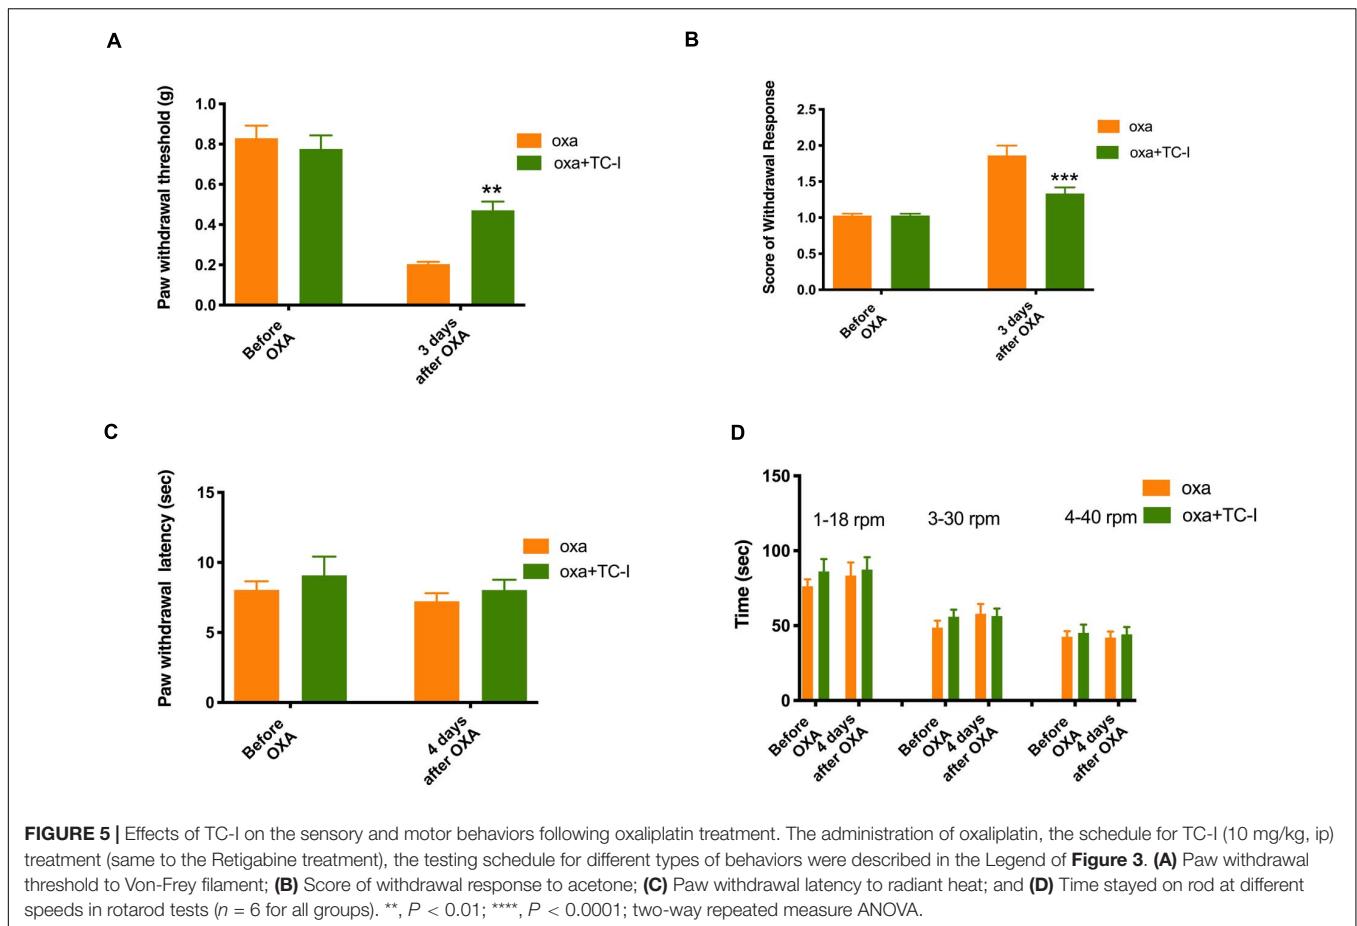 A
Paw withdrawal threshold (g)
1.0
0.8
0.6
0.4
0.2
0.0
**
oxa
oxa+TC-I
Before
OXA
3 days
after OXA
B
Score of Withdrawal Response
2.5
2.0
1.5
1.0
0.5
0.0
***
oxa
oxa+TC-I
Before
OXA
3 days
after OXA
C
Paw withdrawal latency (sec)
15
10
5
0
oxa
oxa+TC-I
Before
OXA
4 days
after OXA
D
Time (sec)
150
100
50
0
1-18 rpm
3-30 rpm
4-40 rpm
oxa
oxa+TC-I
Before
OXA
4 days
after OXA
Before
OXA
4 days
after OXA
Before
OXA
4 days
after OXA
FIGURE 5 | Effects of TC-I on the sensory and motor behaviors following oxaliplatin treatment. The administration of oxaliplatin, the schedule for TC-I (10 mg/kg, ip)
treatment (same to the Retigabine treatment), the testing schedule for different types of behaviors were described in the Legend of Figure 3. (A) Paw withdrawal
threshold to Von-Frey filament; (B) Score of withdrawal response to acetone; (C) Paw withdrawal latency to radiant heat; and (D) Time stayed on rod at different
speeds in rotarod tests (n = 6 for all groups). **, P < 0.01; ****, P < 0.0001; two-way repeated measure ANOVA.